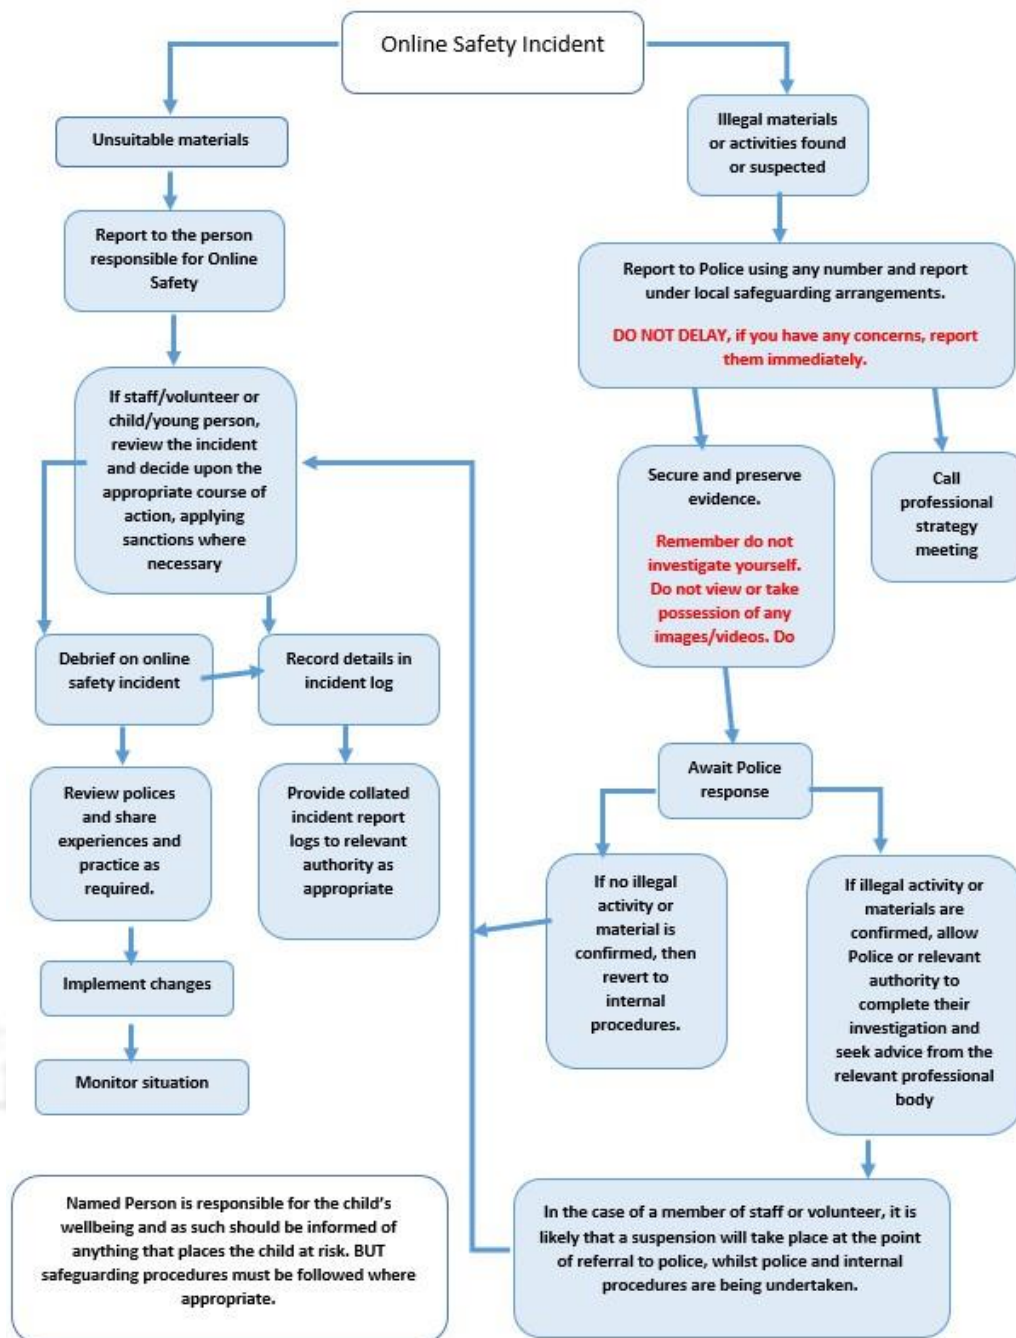 Online Safety Incident
Unsuitable materials
Report to the person
responsible for Online
Safety
If staff/volunteer or
child/young person,
review the incident
and decide upon the
appropriate course of
action, applying
sanctions where
necessary
Debrief on online
safety incident
Record details in
incident log
Review polices
and share
experiences and
practice as
required.
Provide collated
incident report
logs to relevant
authority as
appropriate
Implement changes
Monitor situation
Illegal materials
or activities found
or suspected
Report to Police using any number and report
under local safeguarding arrangements.
DO NOT DELAY, if you have any concerns, report
them immediately.
Secure and preserve
evidence.
Remember do not
investigate yourself.
Do not view or take
possession of any
images/videos. Do
Call
professional
strategy
meeting
Await Police
response
If no illegal
activity or
material is
confirmed, then
revert to
internal
procedures.
If illegal activity or
materials are
confirmed, allow
Police or relevant
authority to
complete their
investigation and
seek advice from the
relevant professional
body
In the case of a member of staff or volunteer, it is
likely that a suspension will take place at the point
of referral to police, whilst police and internal
procedures are being undertaken.
Named Person is responsible for the child's
wellbeing and as such should be informed of
anything that places the child at risk. BUT
safeguarding procedures must be followed where
appropriate.